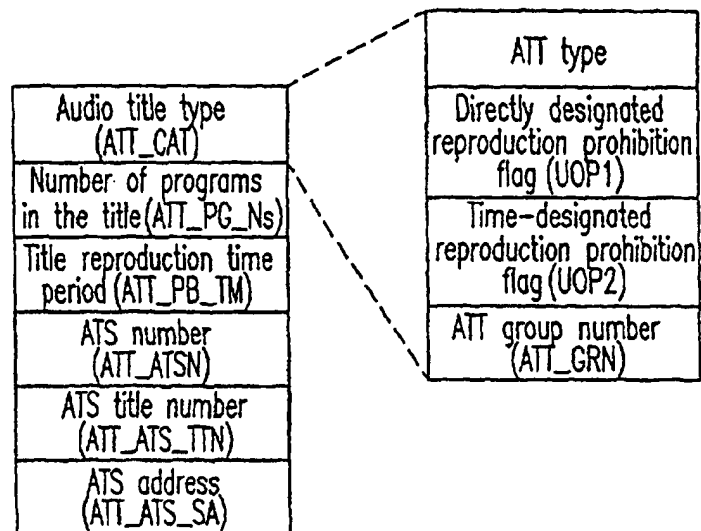 Audio title type
(ATT_CAT)
Number of programs
in the title(ATT_PG_Ns)
Title reproduction time
period(ATT_PB_TM)
ATS number
(ATT_ATSN)
ATS title number
(ATT_ATS_TTN)
ATS address
(ATT_ATS_SA)
ATT type
Directly designated
reproduction prohibition
flag(UOP1)
Time-designated
reproduction prohibition
flag(UOP2)
ATT group number
(ATT_GRN)